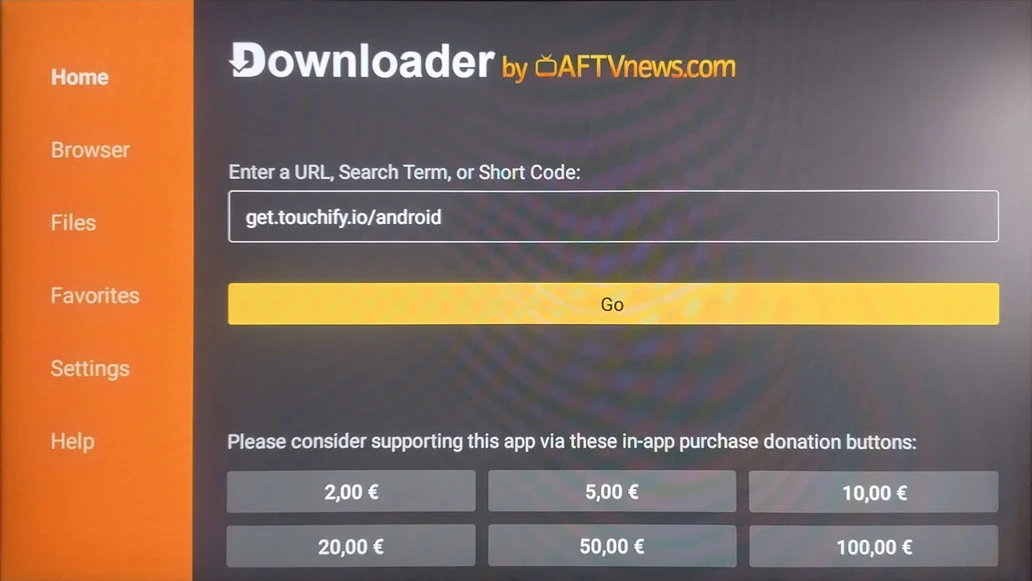 Downloader by AFTVnews.com
Home
Browser
Files
Favorites
Settings
Help
Enter a URL, Search Term, or Short Code:
get.touchify.io/android
Go
Please consider supporting this app via these in-app purchase donation buttons:
2,00 €
5,00 €
10,00 €
20,00 €
50,00 €
100,00 €